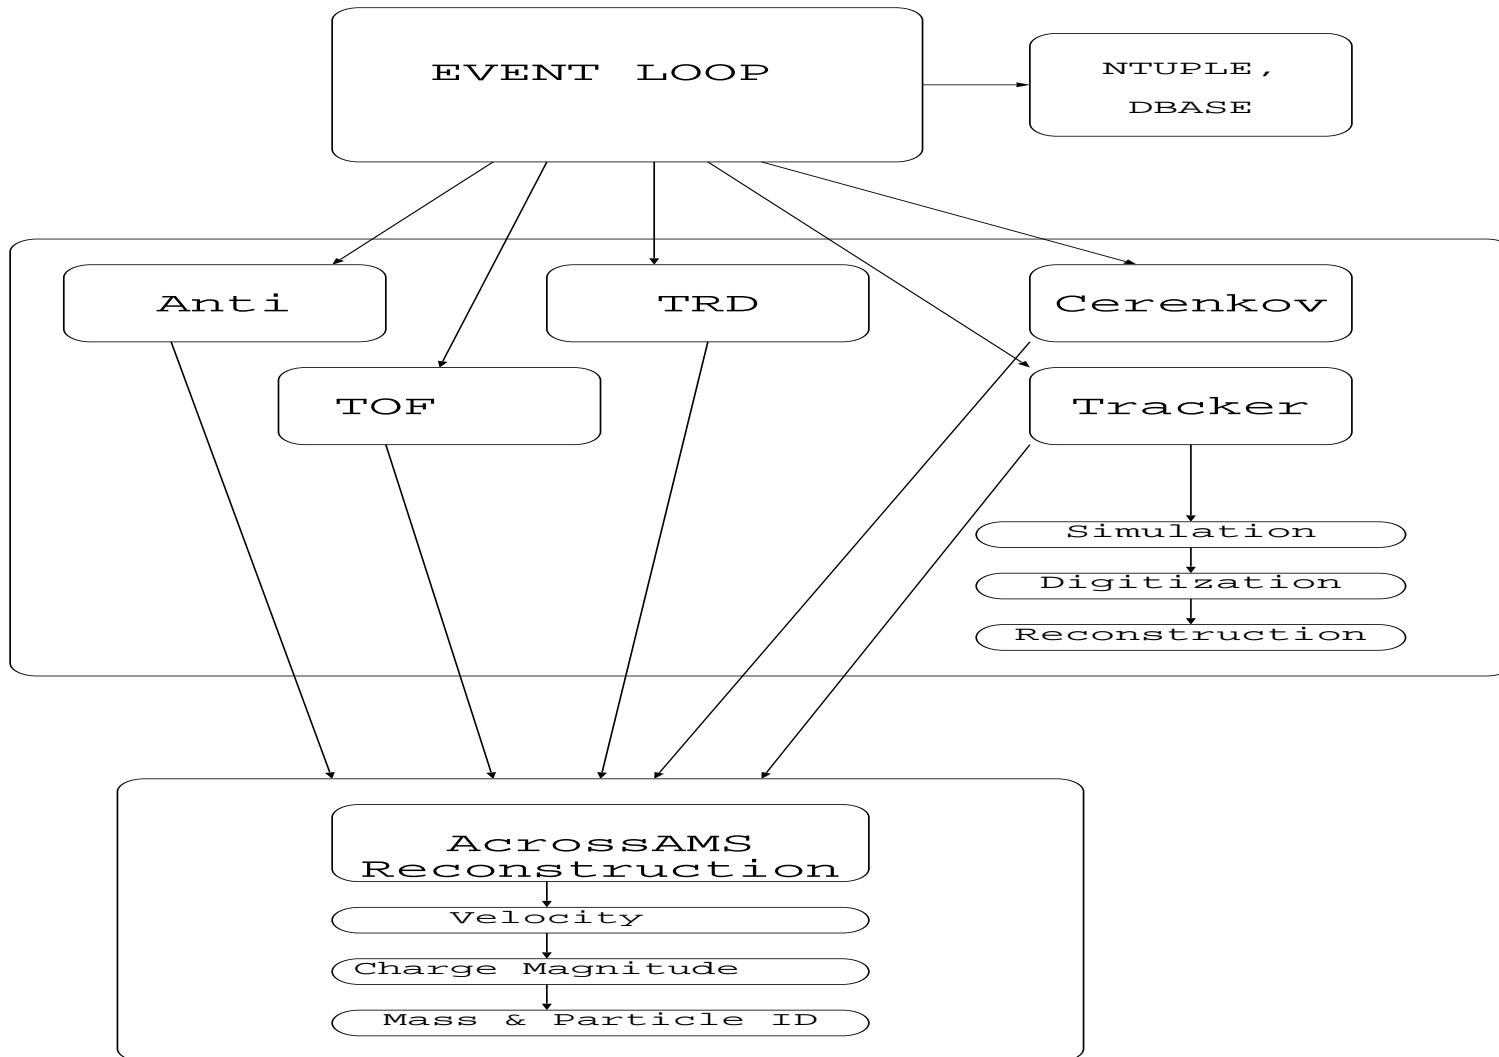 EVENT LOOP
NTUPLE,
DBASE
Anti
TRD
Cerenkov
TOF
Tracker
Simulation
Digitization
Reconstruction
AcrossAMS
Reconstruction
Velocity
Charge Magnitude
Mass & Particle ID